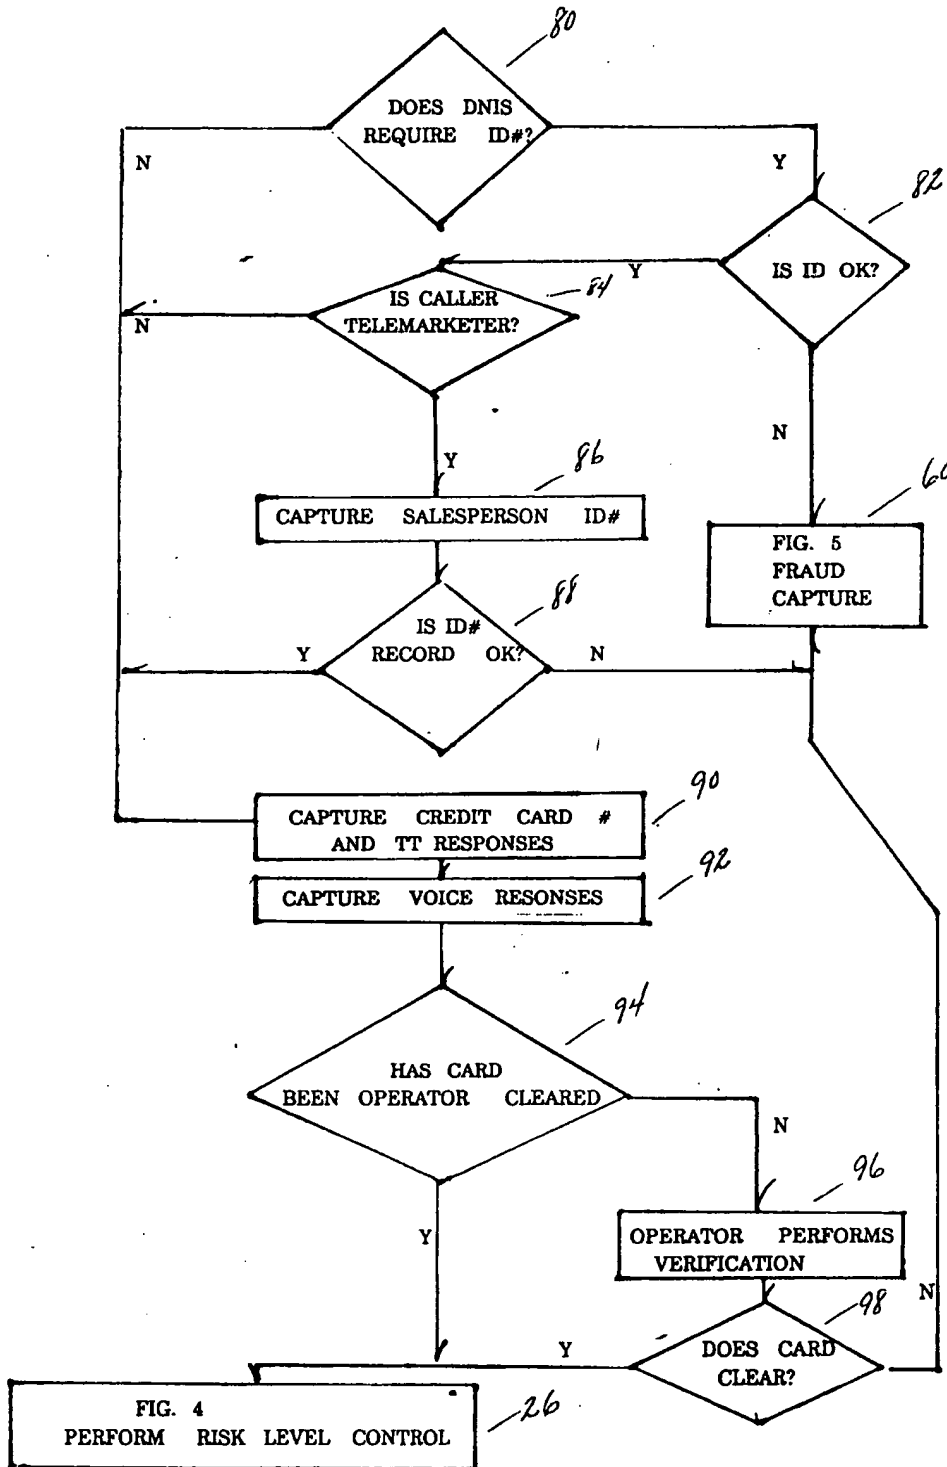 80
DOES DNIS
REQUIRE ID#?
N
Y
82
IS ID OK?
Y
84
IS CALLER
TELEMARKETER?
N
N
Y
86
CAPTURE SALESPERSON ID#
60
FIG. 5
FRAUD
CAPTURE
88
IS ID#
RECORD OK?
Y
N
90
CAPTURE CREDIT CARD #
AND TT RESPONSES
92
CAPTURE VOICE RESONSES
94
HAS CARD
BEEN OPERATOR CLEARED
N
Y
96
OPERATOR PERFORMS
VERIFICATION
N
98
DOES CARD
CLEAR?
Y
FIG. 4
PERFORM RISK LEVEL CONTROL
26